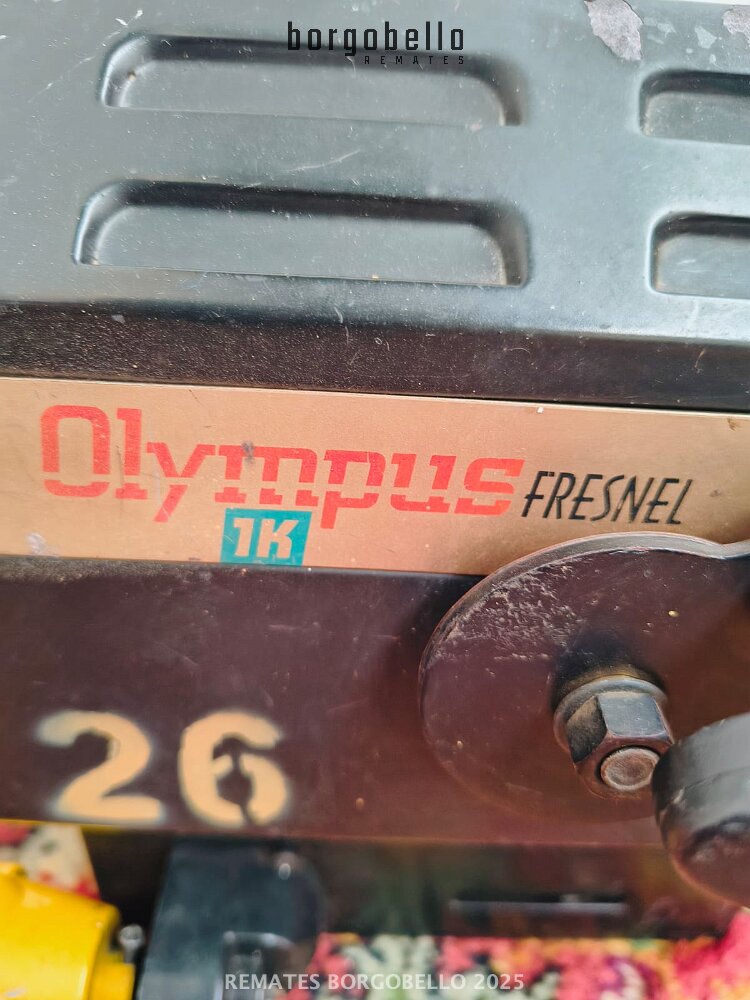 borgobello
REMATES
Olympus FRESNEL
1K
26
REMATES BORGOBELLO 2025